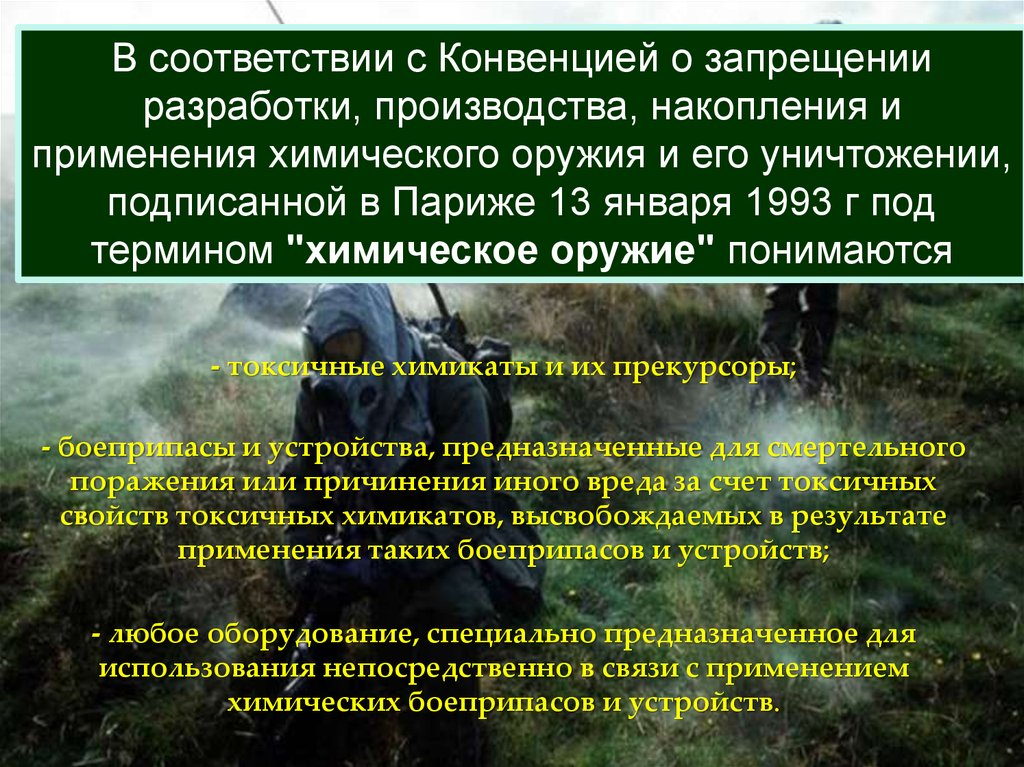 В соответствии с Конвенцией о запрещении
разработки, производства, накопления и
применения химического оружия и его уничтожении,
подписанной в Париже 13 января 1993 г под
термином "химическое оружие" понимаются
- токсичные химикаты и их прекурсоры;
- боеприпасы и устройства, предназначенные для смертельного
поражения или причинения иного вреда за счет токсичных
свойств токсичных химикатов, высвобождаемых в результате
применения таких боеприпасов и устройств;
- любое оборудование, специально предназначенное для
использования непосредственно в связи с применением
химических боеприпасов и устройств.